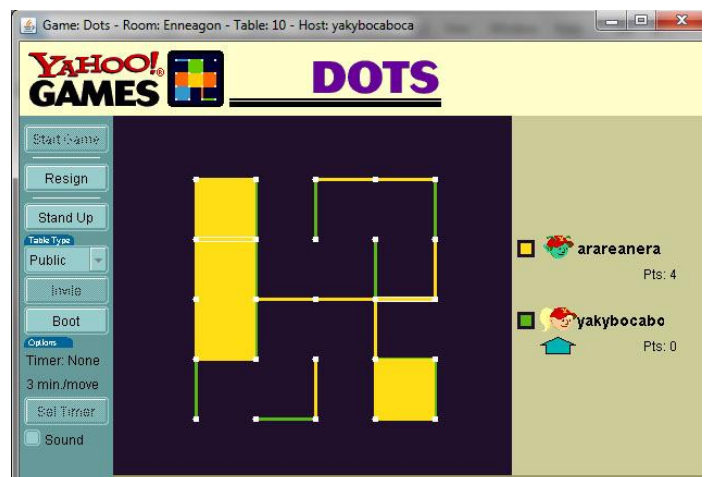 Game: Dots - Room: Enneagon - Table: 10 - Host: yakybocaboca
YAHOO!®
GAMES
DOTS
Start Game
Resign
Stand Up
Table Type
Public
Invite
Boot
Options
Timer: None
3 min./move
Set Timer
Sound
arareanera
Pts: 4
yakybocabo
Pts: 0